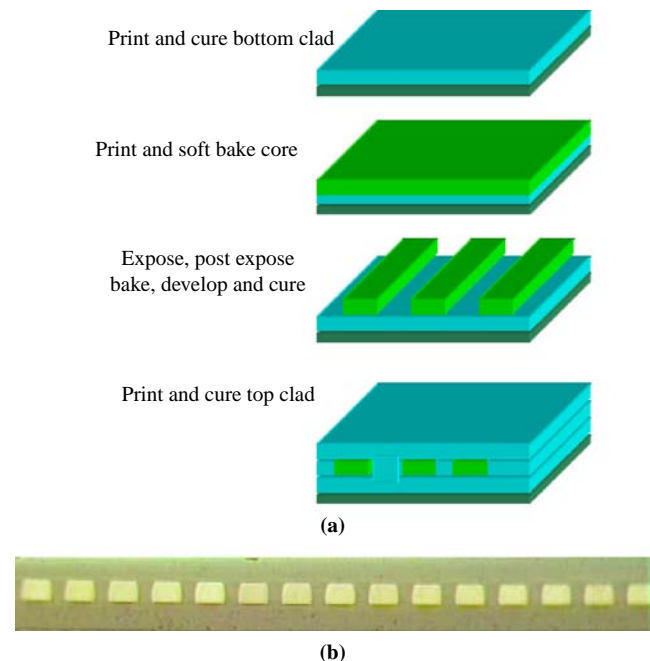 Print and cure bottom clad
Print and soft bake core
Expose, post expose
bake, develop and cure
Print and cure top clad
(a)
(b)